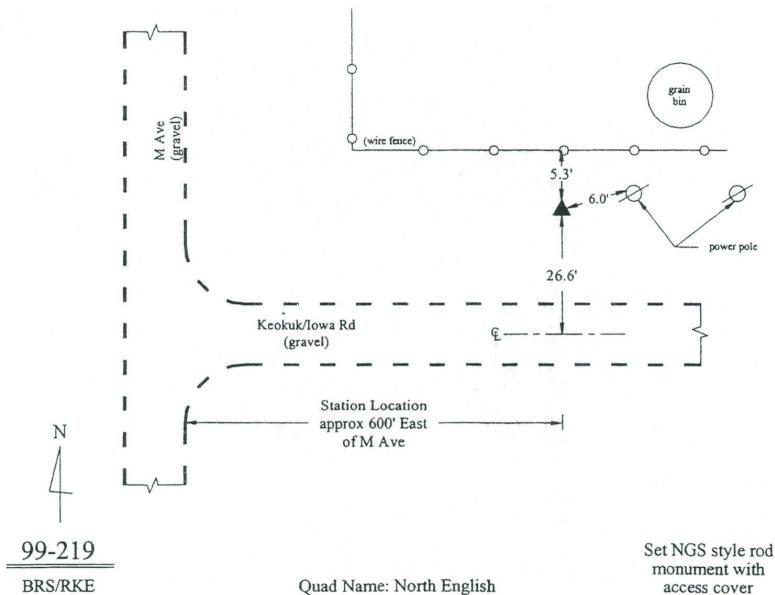 M Ave
(gravel)
grain
bin
(wire fence)
5.3'
6.0'
power pole
26.6'
Keokuk/Iowa Rd
(gravel)
℄
Station Location
approx 600' East
of M Ave
N
99-219
BRS/RKE
Quad Name: North English
Set NGS style rod
monument with
access cover